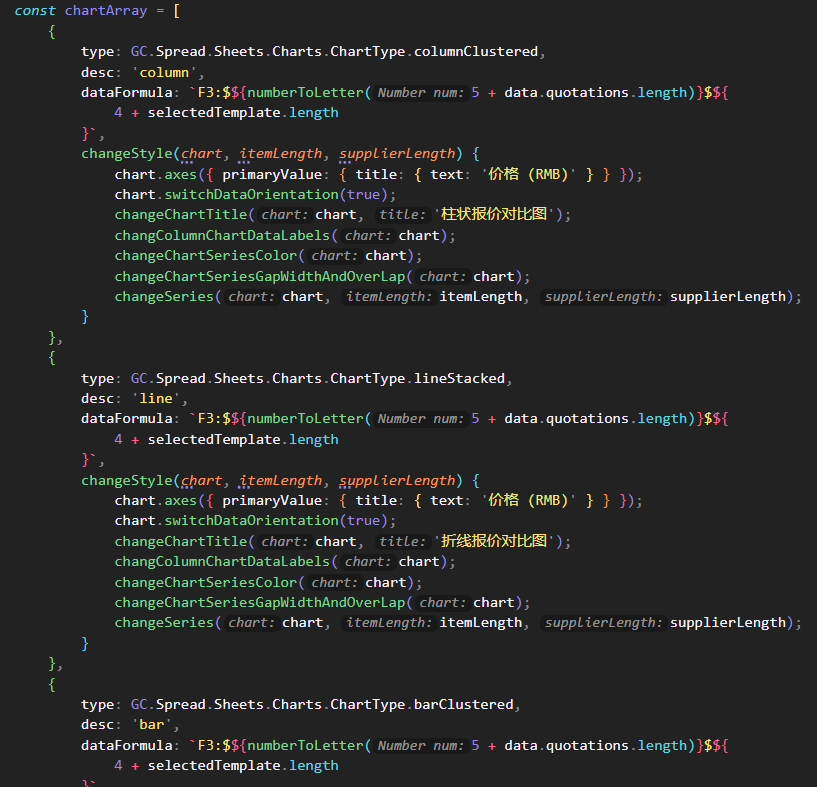 const chartArray = [
{
type: GC.Spread.Sheets.Charts.ChartType.columnClustered,
desc: 'column',
dataFormula: `F3:$${numberToLetter( Number num: 5 + data.quotations.length)}$${
4 + selectedTemplate.length
}`,
changeStyle(chart, itemLength, supplierLength) {
chart.axes({ primaryValue: { title: { text: '价格 (RMB)' } } });
chart.switchDataOrientation(true);
changeChartTitle( chart: chart, title: '柱状报价对比图');
changColumnChartDataLabels( chart: chart);
changeChartSeriesColor( chart: chart);
changeChartSeriesGapWidthAndOverLap( chart: chart);
changeSeries( chart: chart, itemLength: itemLength, supplierLength: supplierLength);
}
},
{
type: GC.Spread.Sheets.Charts.ChartType.lineStacked,
desc: 'line',
dataFormula: `F3:$${numberToLetter( Number num: 5 + data.quotations.length)}$${
4 + selectedTemplate.length
}`,
changeStyle(chart, itemLength, supplierLength) {
chart.axes({ primaryValue: { title: { text: '价格 (RMB)' } } });
chart.switchDataOrientation(true);
changeChartTitle( chart: chart, title: '折线报价对比图');
changColumnChartDataLabels( chart: chart);
changeChartSeriesColor( chart: chart);
changeChartSeriesGapWidthAndOverLap( chart: chart);
changeSeries( chart: chart, itemLength: itemLength, supplierLength: supplierLength);
}
},
{
type: GC.Spread.Sheets.Charts.ChartType.barClustered,
desc: 'bar',
dataFormula: `F3:$${numberToLetter( Number num: 5 + data.quotations.length)}$${
4 + selectedTemplate.length
}`